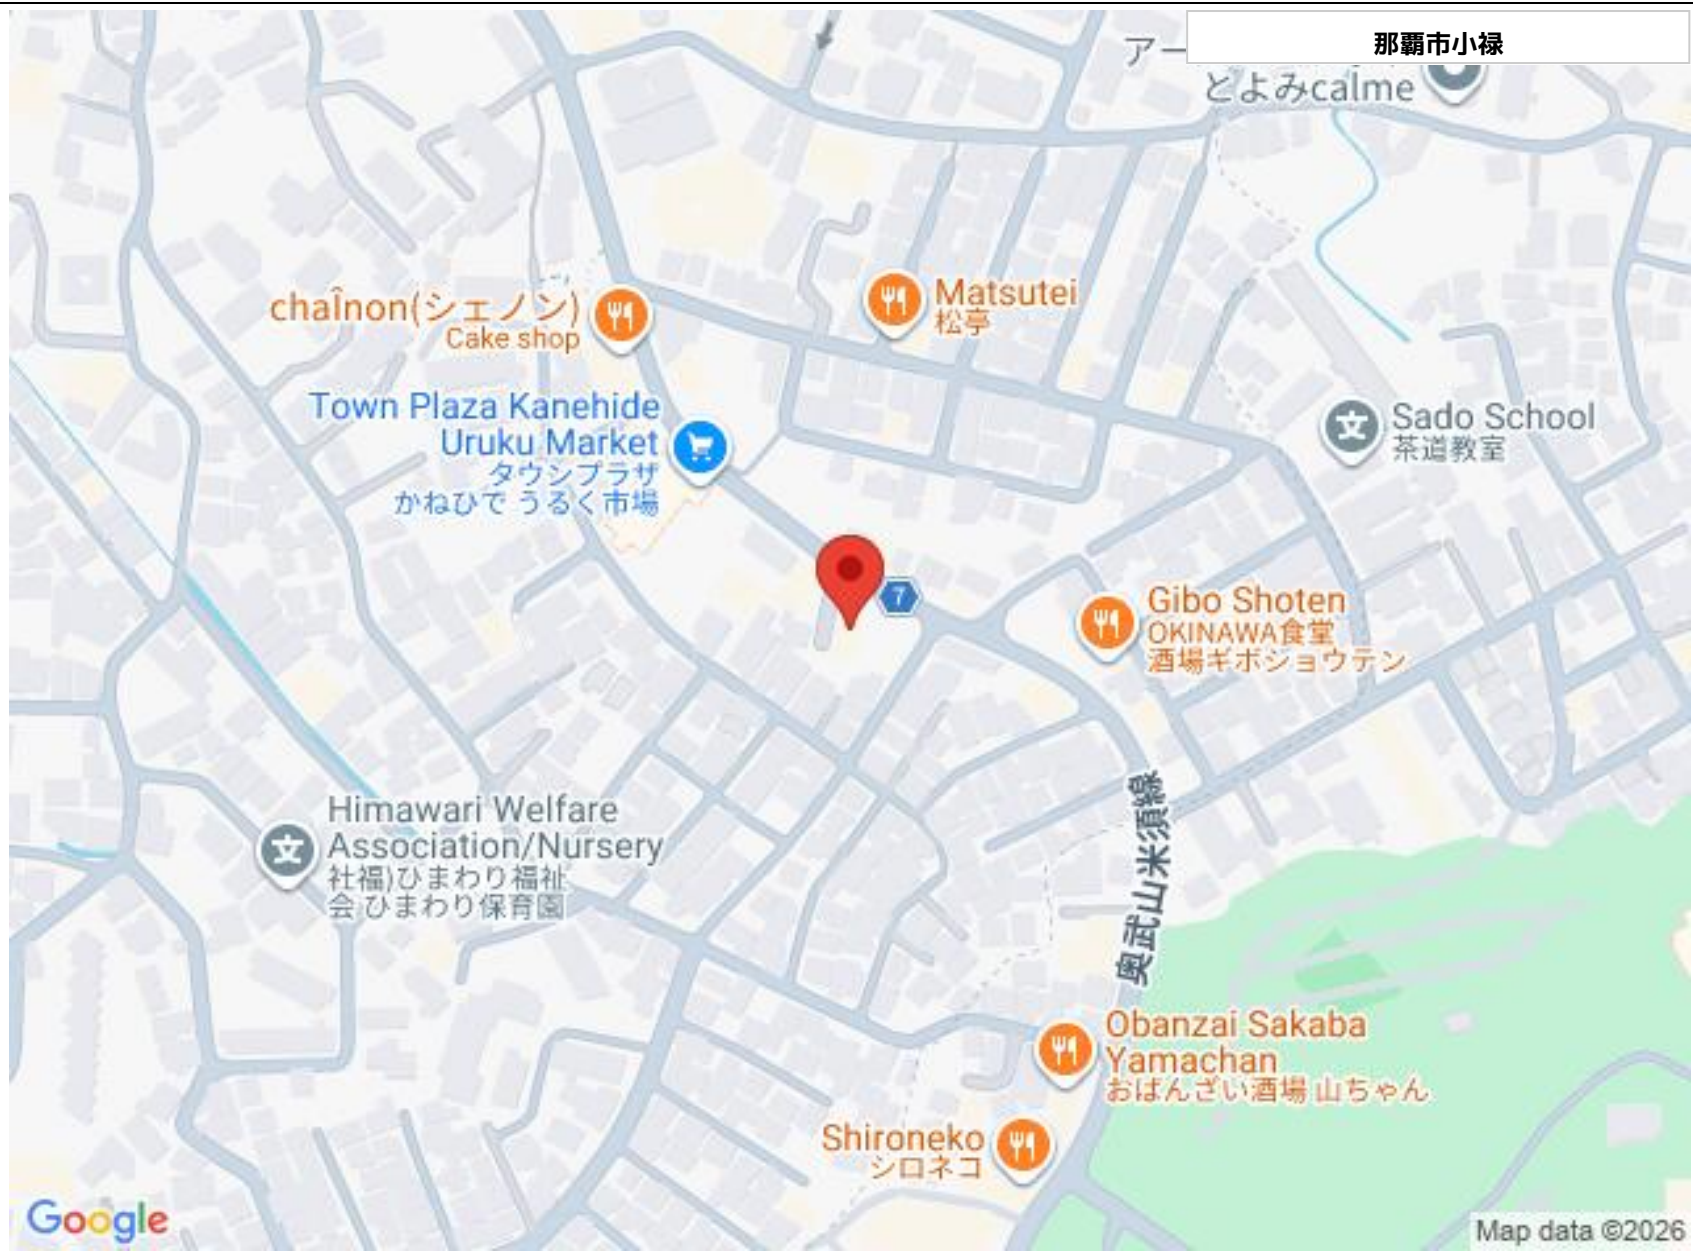 那覇市小禄
アー
とよみcalme
chaÎnon(シェノン)
Cake shop
Matsutei
松亭
Town Plaza Kanehide
Uruku Market
タウンプラザ
かねひで うるく市場
Sado School
茶道教室
7
Gibo Shoten
OKINAWA食堂
酒場ギボショウテン
Himawari Welfare
Association/Nursery
社福)ひまわり福祉
会 ひまわり保育園
奥武山米須線
Obanzai Sakaba
Yamachan
おばんざい酒場 山ちゃん
Shironeko
シロネコ
Google
Map data ©2026